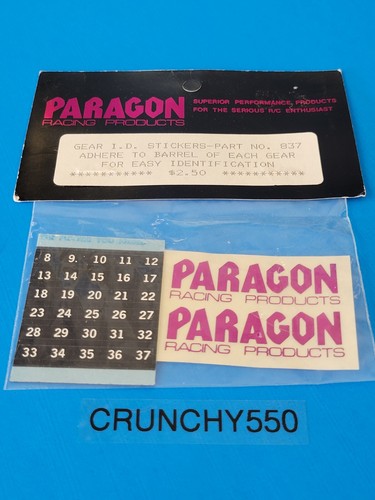 PARAGON
RACING PRODUCTS
SUPERIOR PERFORMANCE PRODUCTS
FOR THE SERIOUS R/C ENTHUSIAST
GEAR I.D. STICKERS-PART NO. 837
ADHERE TO BARREL OF EACH GEAR
FOR EASY IDENTIFICATION
*********** $2.50 ***********
8 9 10 11 12
13 14 15 16 17
18 19 20 21 22
23 24 25 26 27
28 29 30 31 32
33 34 35 36 37
PARAGON
RACING PRODUCTS
PARAGON
RACING PRODUCTS
CRUNCHY550